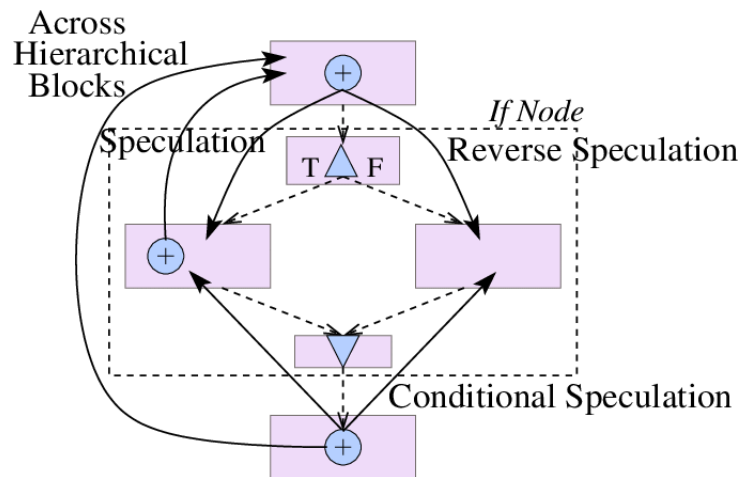 Across
Hierarchical
Blocks
+
If Node
Speculation
Reverse Speculation
T F
+
Conditional Speculation
+